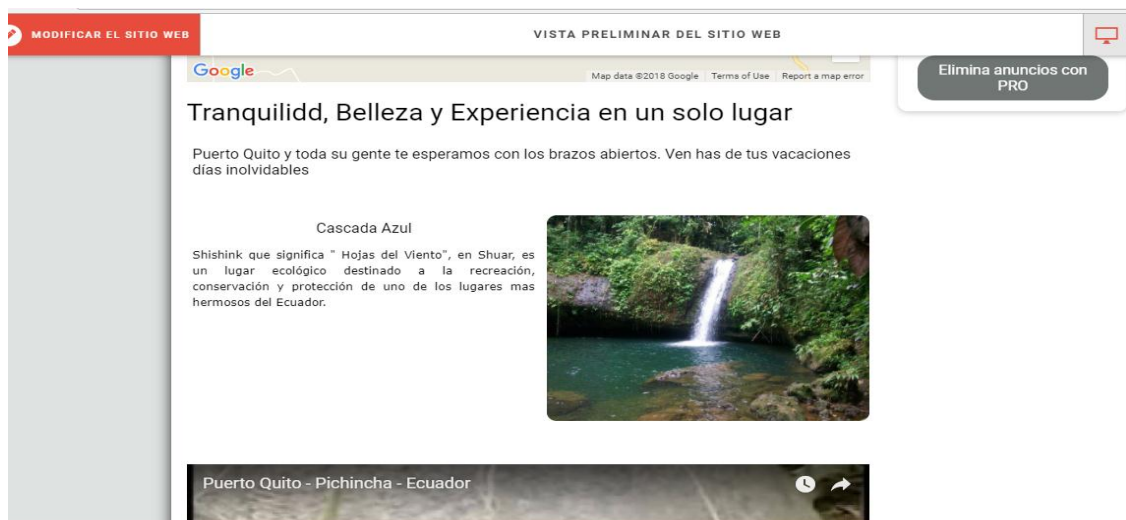 MODIFICAR EL SITIO WEB
VISTA PRELIMINAR DEL SITIO WEB
Google
Map data ©2018 Google
Terms of Use
Report a map error
Elimina anuncios con
PRO
Tranquilidd, Belleza y Experiencia en un solo lugar
Puerto Quito y toda su gente te esperamos con los brazos abiertos. Ven has de tus vacaciones
días inolvidables
Cascada Azul
Shishink que significa " Hojas del Viento", en Shuar, es
un lugar ecológico destinado a la recreación,
conservación y protección de uno de los lugares mas
hermosos del Ecuador.
Puerto Quito - Pichincha - Ecuador